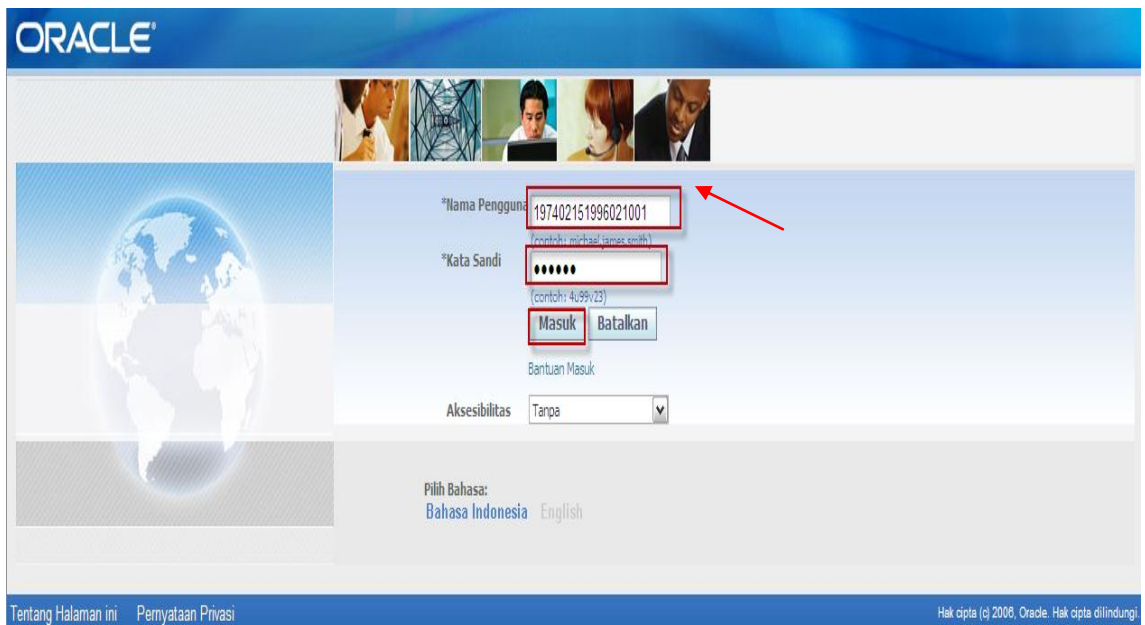 ORACLE®
*Nama Pengguna 197402151996021001
(contoh: michael.james.smith)
*Kata Sandi ••••••
(contoh: 4u99v23)
Masuk Batalkan
Bantuan Masuk
Aksesibilitas Tanpa
Pilih Bahasa:
Bahasa Indonesia English
Tentang Halaman ini Pernyataan Privasi Hak cipta (c) 2006, Oracle. Hak cipta dilindungi.